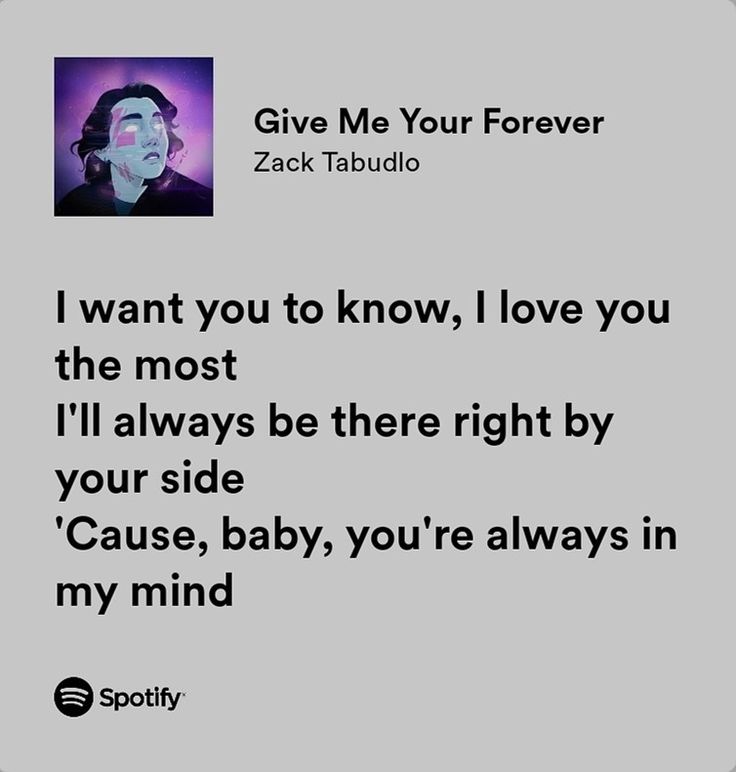 Give Me Your Forever
Zack Tabudlo
I want you to know, I love you
the most
I'll always be there right by
your side
'Cause, baby, you're always in
my mind
Spotify